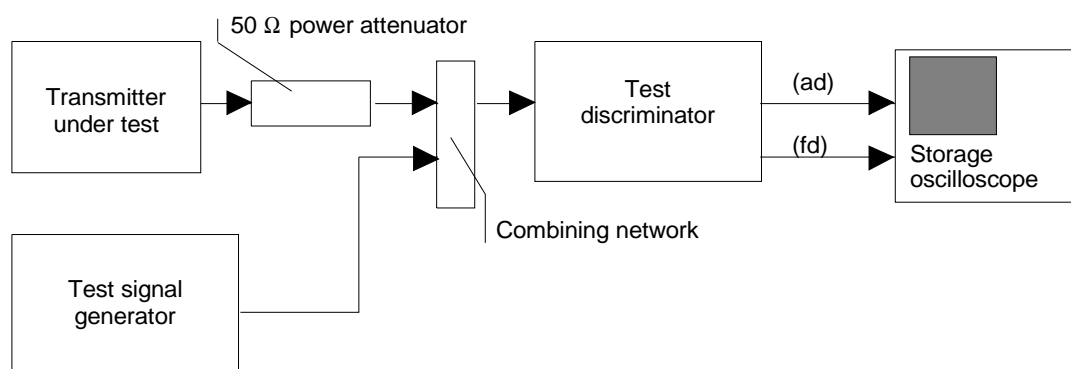 50 Ω power attenuator
Transmitter
under test
Test
discriminator
(ad)
(fd)
Storage
oscilloscope
Combining network
Test signal
generator